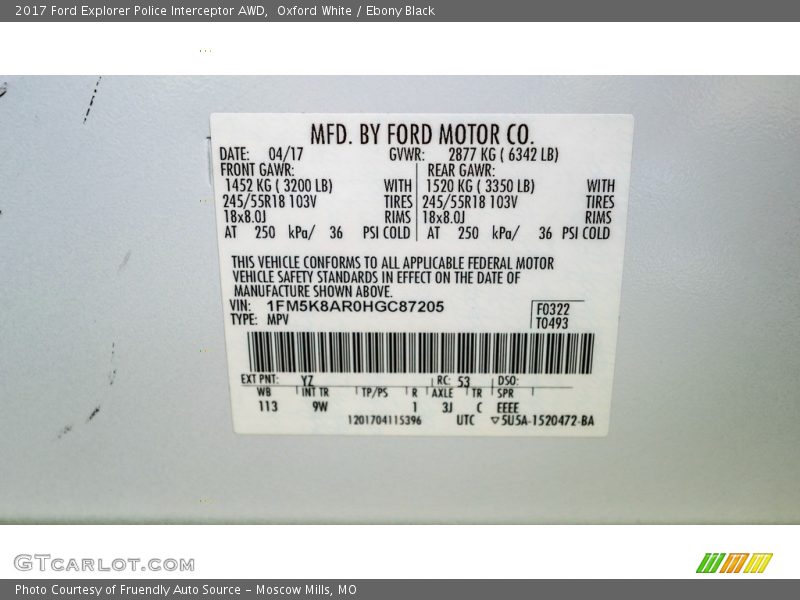 2017 Ford Explorer Police Interceptor AWD,  Oxford White / Ebony Black
MFD. BY FORD MOTOR CO.
DATE: 04/17 GVWR: 2877 KG ( 6342 LB)
FRONT GAWR: REAR GAWR:
1452 KG ( 3200 LB) WITH 1520 KG ( 3350 LB) WITH
245/55R18 103V TIRES 245/55R18 103V TIRES
18x8.0J RIMS 18x8.0J RIMS
AT 250 kPa/ 36 PSI COLD AT 250 kPa/ 36 PSI COLD
THIS VEHICLE CONFORMS TO ALL APPLICABLE FEDERAL MOTOR
VEHICLE SAFETY STANDARDS IN EFFECT ON THE DATE OF
MANUFACTURE SHOWN ABOVE.
VIN: 1FM5K8AR0HGC87205 F0322
TYPE: MPV T0493
EXT PNT: YZ RC: 53 DSO:
WB INT TR TP/PS R AXLE TR SPR
113 9W 1 3J C EEEE
1201704115396 UTC ▽5U5A-1520472-BA
GTCARLOT.COM
Photo Courtesy of Fruendly Auto Source - Moscow Mills, MO